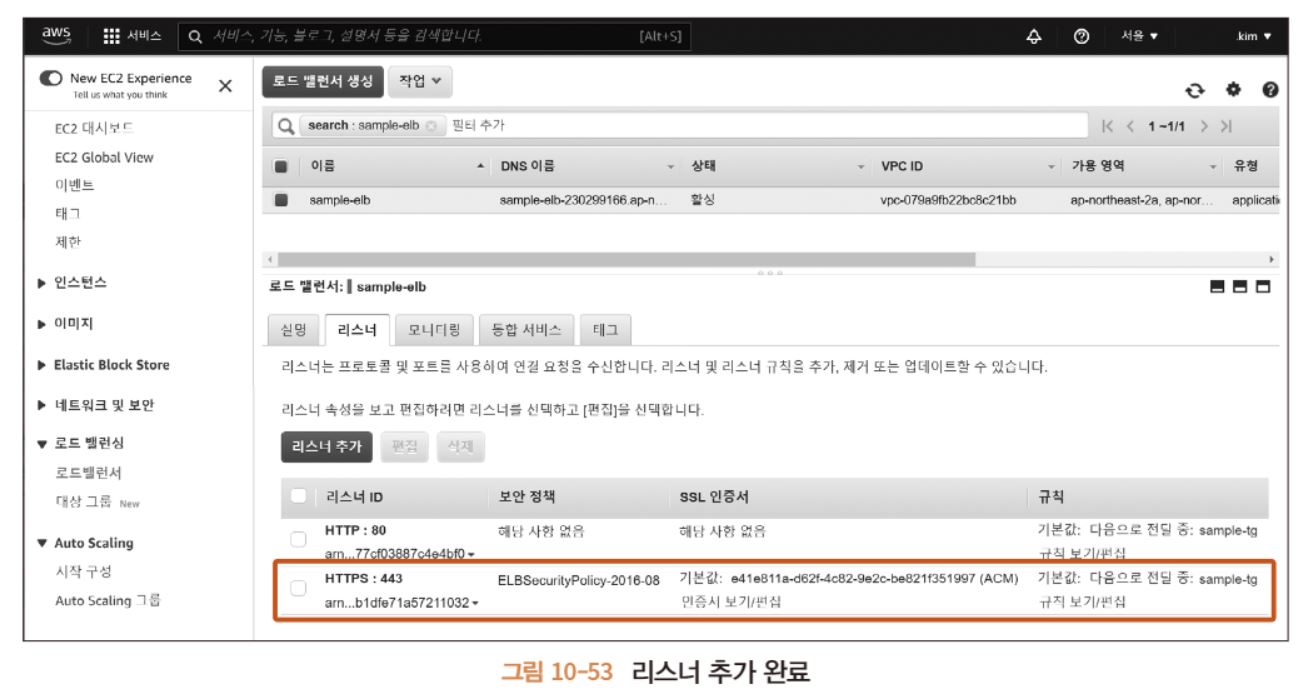 aws 서비스 서비스, 기능, 블로그, 설명서 등을 검색합니다. [Alt+S] 서울 ▼ .kim ▼
New EC2 Experience
Tell us what you think
EC2 대시보드
EC2 Global View
이벤트
태그
제한
▶ 인스턴스
▶ 이미지
▶ Elastic Block Store
▶ 네트워크 및 보안
▼ 로드 밸런싱
로드밸런서
대상 그룹 New
▼ Auto Scaling
시작 구성
Auto Scaling 그룹
로드 밸런서 생성 작업
search : sample-elb 필터 추가 1 ~1/1
이름 DNS 이름 상태 VPC ID 가용 영역 유형
sample-elb sample-elb-230299166.ap-n... 활성 vpc-079a9fb22bc8c21bb ap-northeast-2a, ap-nor... applicati
로드 밸런서: sample-elb
설명 리스너 모니터링 통합 서비스 태그
리스너는 프로토콜 및 포트를 사용하여 연결 요청을 수신합니다. 리스너 및 리스너 규칙을 추가, 제거 또는 업데이트할 수 있습니다.
리스너 속성을 보고 편집하려면 리스너를 선택하고 [편집]을 선택합니다.
리스너 추가 편집 삭제
리스너 ID 보안 정책 SSL 인증서 규칙
HTTP : 80 해당 사항 없음 해당 사항 없음 기본값: 다음으로 전달 중: sample-tg
arn...77cf03887c4e4bf0 규칙 보기/편집
HTTPS : 443 ELBSecurityPolicy-2016-08 기본값: e41e811a-d62f-4c82-9e2c-be821f351997 (ACM) 기본값: 다음으로 전달 중: sample-tg
arn...b1dfe71a57211032 인증서 보기/편집 규칙 보기/편집
그림 10-53 리스너 추가 완료